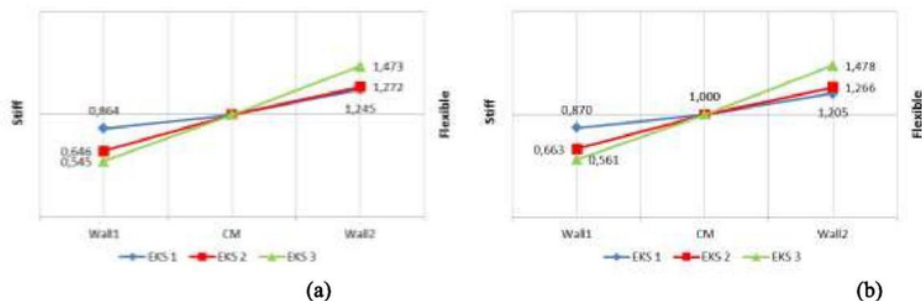 1,473
1,272
1,245
0,864
0,646
0,545
Stiff
Flexible
Wall1 CM Wall2
EKS 1 EKS 2 EKS 3
(a)
1,478
1,266
1,205
1,000
0,870
0,663
0,561
Stiff
Flexible
Wall1 CM Wall2
EKS 1 EKS 2 EKS 3
(b)